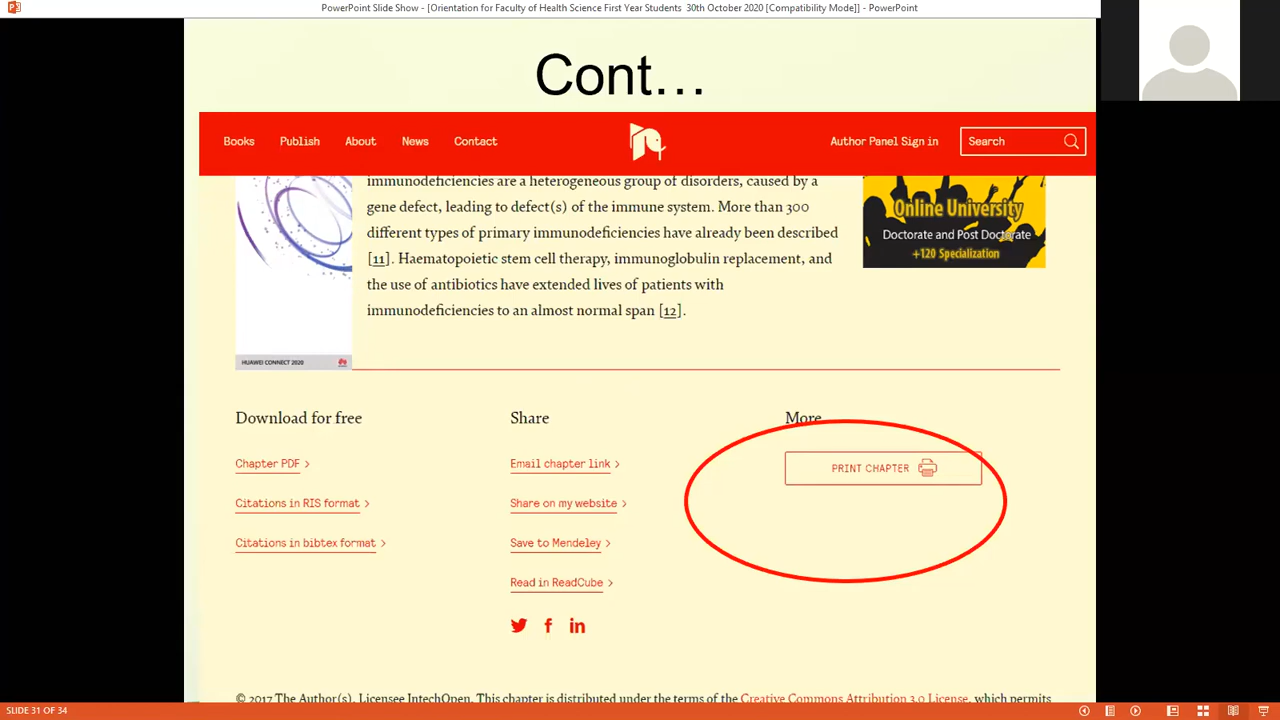 PowerPoint Slide Show - [Orientation for Faculty of Health Science First Year Students 30th October 2020 [Compatibility Mode]] - PowerPoint
Cont…
Books Publish About News Contact Author Panel Sign in Search
immunodeficiencies are a heterogeneous group of disorders, caused by a
gene defect, leading to defect(s) of the immune system. More than 300
different types of primary immunodeficiencies have already been described
[11]. Haematopoietic stem cell therapy, immunoglobulin replacement, and
the use of antibiotics have extended lives of patients with
immunodeficiencies to an almost normal span [12].
Online University
Doctorate and Post Doctorate
+120 Specialization
HUAWEI CONNECT 2020
Download for free
Chapter PDF >
Citations in RIS format >
Citations in bibtex format >
Share
Email chapter link >
Share on my website >
Save to Mendeley >
Read in ReadCube >
More
PRINT CHAPTER
© 2017 The Author(s). Licensee IntechOpen. This chapter is distributed under the terms of the Creative Commons Attribution 3.0 License, which permits
SLIDE 31 OF 34